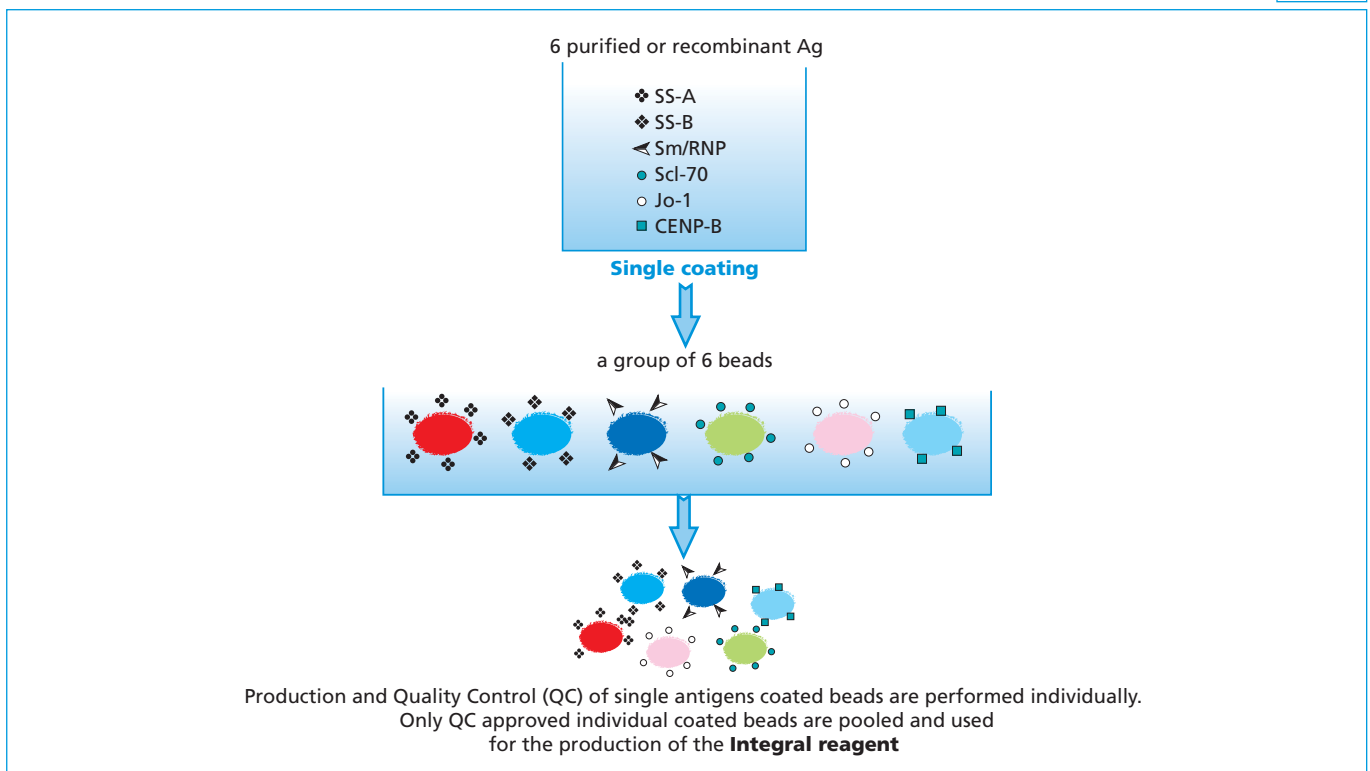 6 purified or recombinant Ag
SS-A
SS-B
Sm/RNP
Scl-70
Jo-1
CENP-B
Single coating
a group of 6 beads
Production and Quality Control (QC) of single antigens coated beads are performed individually.
Only QC approved individual coated beads are pooled and used
for the production of the Integral reagent